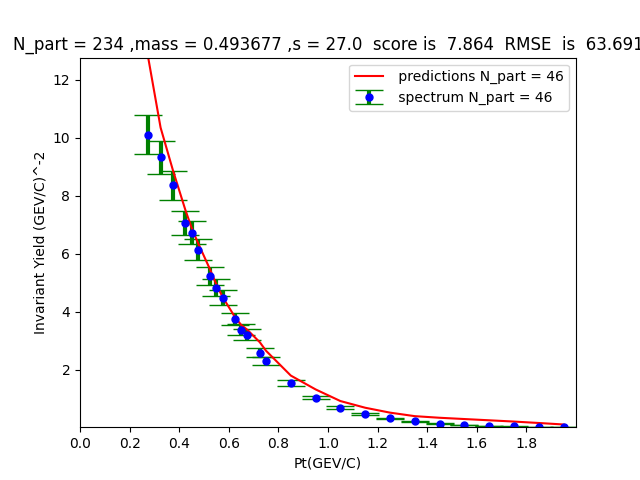 N_part = 234 ,mass = 0.493677 ,s = 27.0  score is  7.864  RMSE  is  63.691
predictions N_part = 46
spectrum N_part = 46
Invariant Yield (GEV/C)^-2
12
10
8
6
4
2
0.0 0.2 0.4 0.6 0.8 1.0 1.2 1.4 1.6 1.8
Pt(GEV/C)